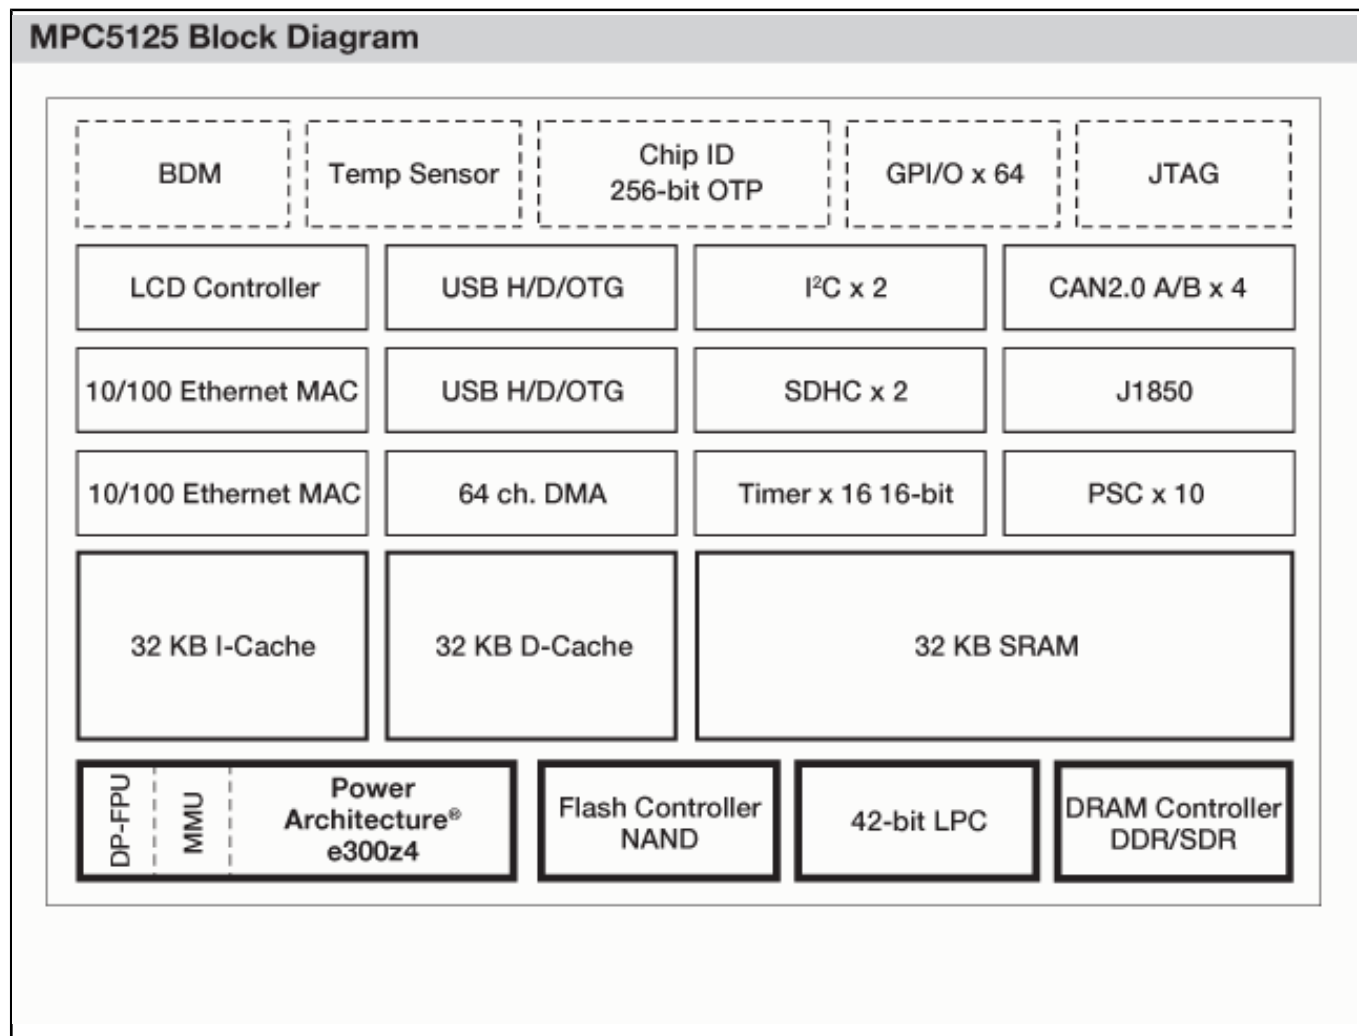 MPC5125 Block Diagram
BDM
Temp Sensor
Chip ID
256-bit OTP
GPI/O x 64
JTAG
LCD Controller
USB H/D/OTG
I²C x 2
CAN2.0 A/B x 4
10/100 Ethernet MAC
USB H/D/OTG
SDHC x 2
J1850
10/100 Ethernet MAC
64 ch. DMA
Timer x 16 16-bit
PSC x 10
32 KB I-Cache
32 KB D-Cache
32 KB SRAM
DP-FPU
MMU
Power
Architecture®
e300z4
Flash Controller
NAND
42-bit LPC
DRAM Controller
DDR/SDR